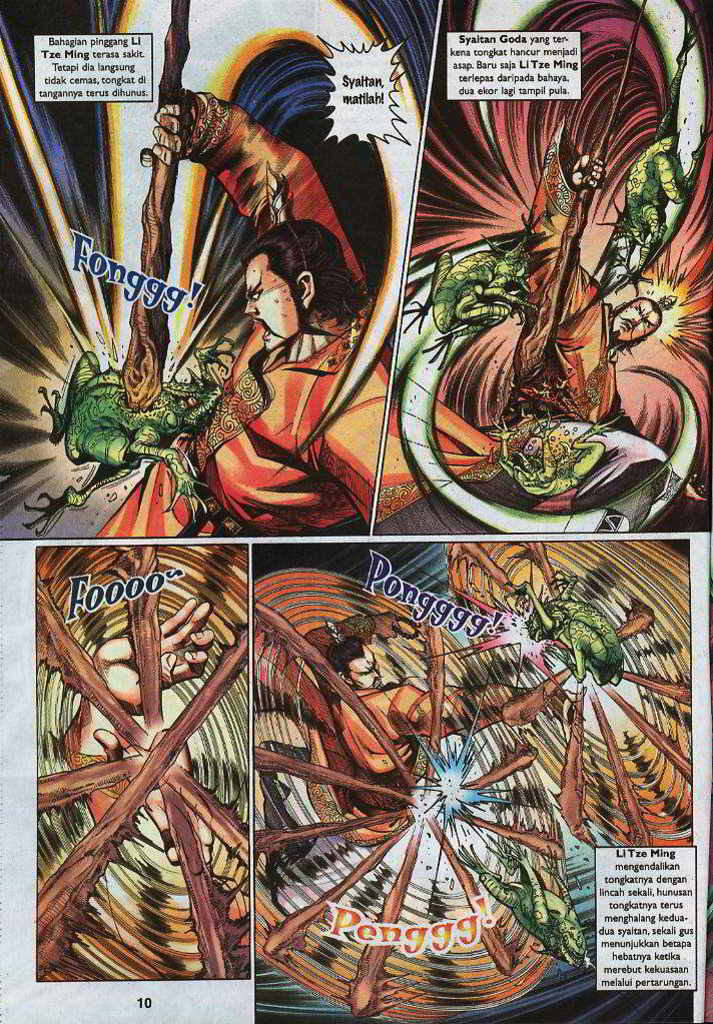 Bahagian pinggang Li
Tze Ming terasa sakit.
Tetapi dia langsung
tidak cemas, tongkat di
tangannya terus dihunus.
Syaitan,
matilah!
Fonggg!
Syaitan Goda yang ter-
kena tongkat hancur menjadi
asap. Baru saja Li Tze Ming
terlepas daripada bahaya,
dua ekor lagi tampil pula.
Foooo~
Pongggg!
Penggg!
Li Tze Ming
mengendalikan
tongkatnya dengan
lincah sekali, hunusan
tongkatnya terus
menghalang kedua-
dua syaitan, sekali gus
menunjukkan betapa
hebatnya ketika
merebut kekuasaan
melalui pertarungan.
10